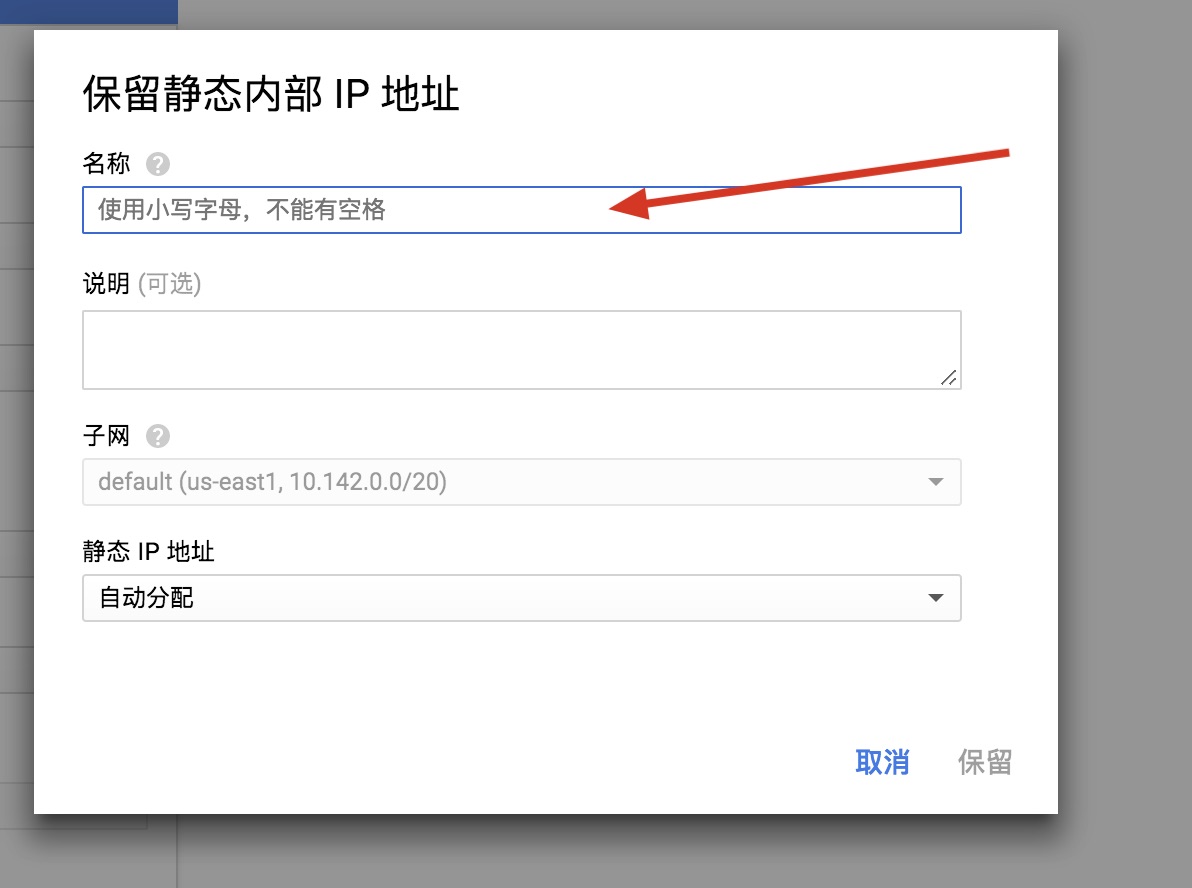 保留静态内部 IP 地址
名称 ?
使用小写字母，不能有空格
说明 (可选)
子网 ?
default (us-east1, 10.142.0.0/20)
静态 IP 地址
自动分配
取消 保留